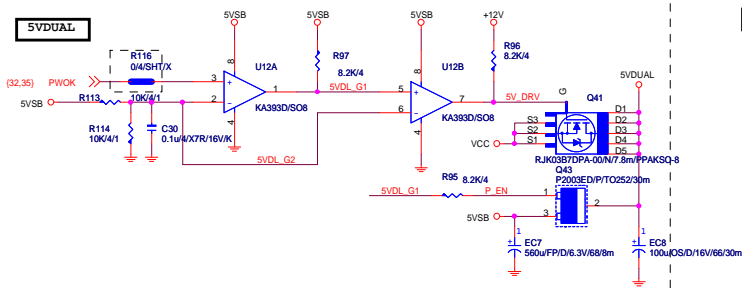 5VDUAL
5VSB
5VSB
+12V
R116
0/4/SHT/X
8
U12A
R97
8.2K/4
8
U12B
R96
8.2K/4
5VDUAL
{32,35} PWOK
3
+
1
5VDL_G1
5
+
7
5V_DRV
G
Q41
5VSB
R113
10K/4/1
2
-
KA393D/SO8
6
-
KA393D/SO8
D1
D2
D3
D4
D5
S3
S2
S1
VCC
R114
10K/4/1
C30
0.1u/4/X7R/16V/K
4
4
5VDL_G2
RJK03B7DPA-00/N/7.8m/PPAKSO-8
Q43
P2003ED/P/TO252/30m
5VDL_G1
R95
8.2K/4
P_EN
1
2
5VSB
3
1
+
EC7
560u/FP/D/6.3V/68/8m
1
+
EC8
100u/OS/D/16V/66/30m